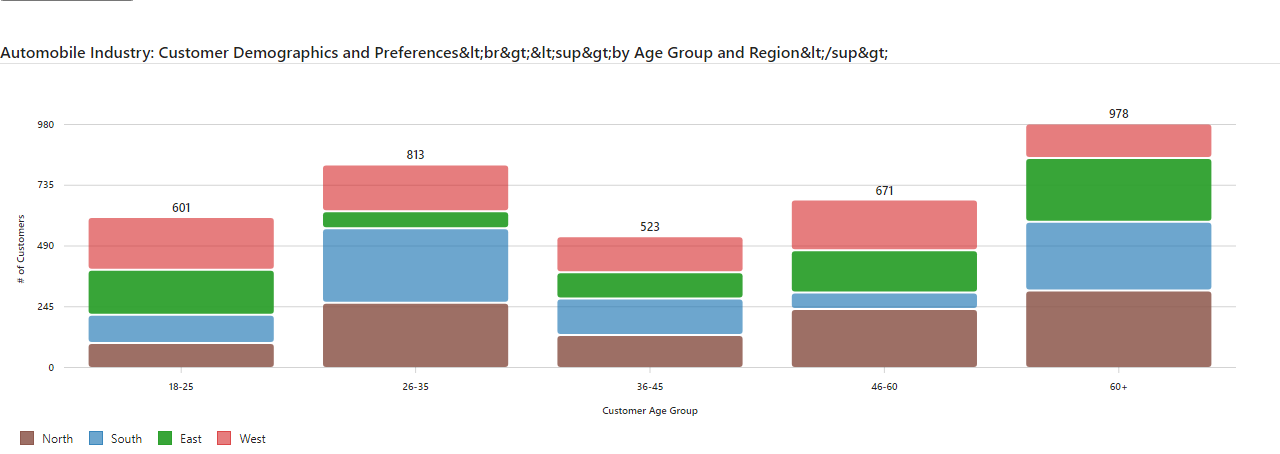 Automobile Industry: Customer Demographics and Preferences&lt;br&gt;&lt;sup&gt;by Age Group and Region&lt;/sup&gt;
978
980
813
735
671
601
523
490
# of Customers
245
0
18-25
26-35
36-45
46-60
60+
Customer Age Group
North
South
East
West